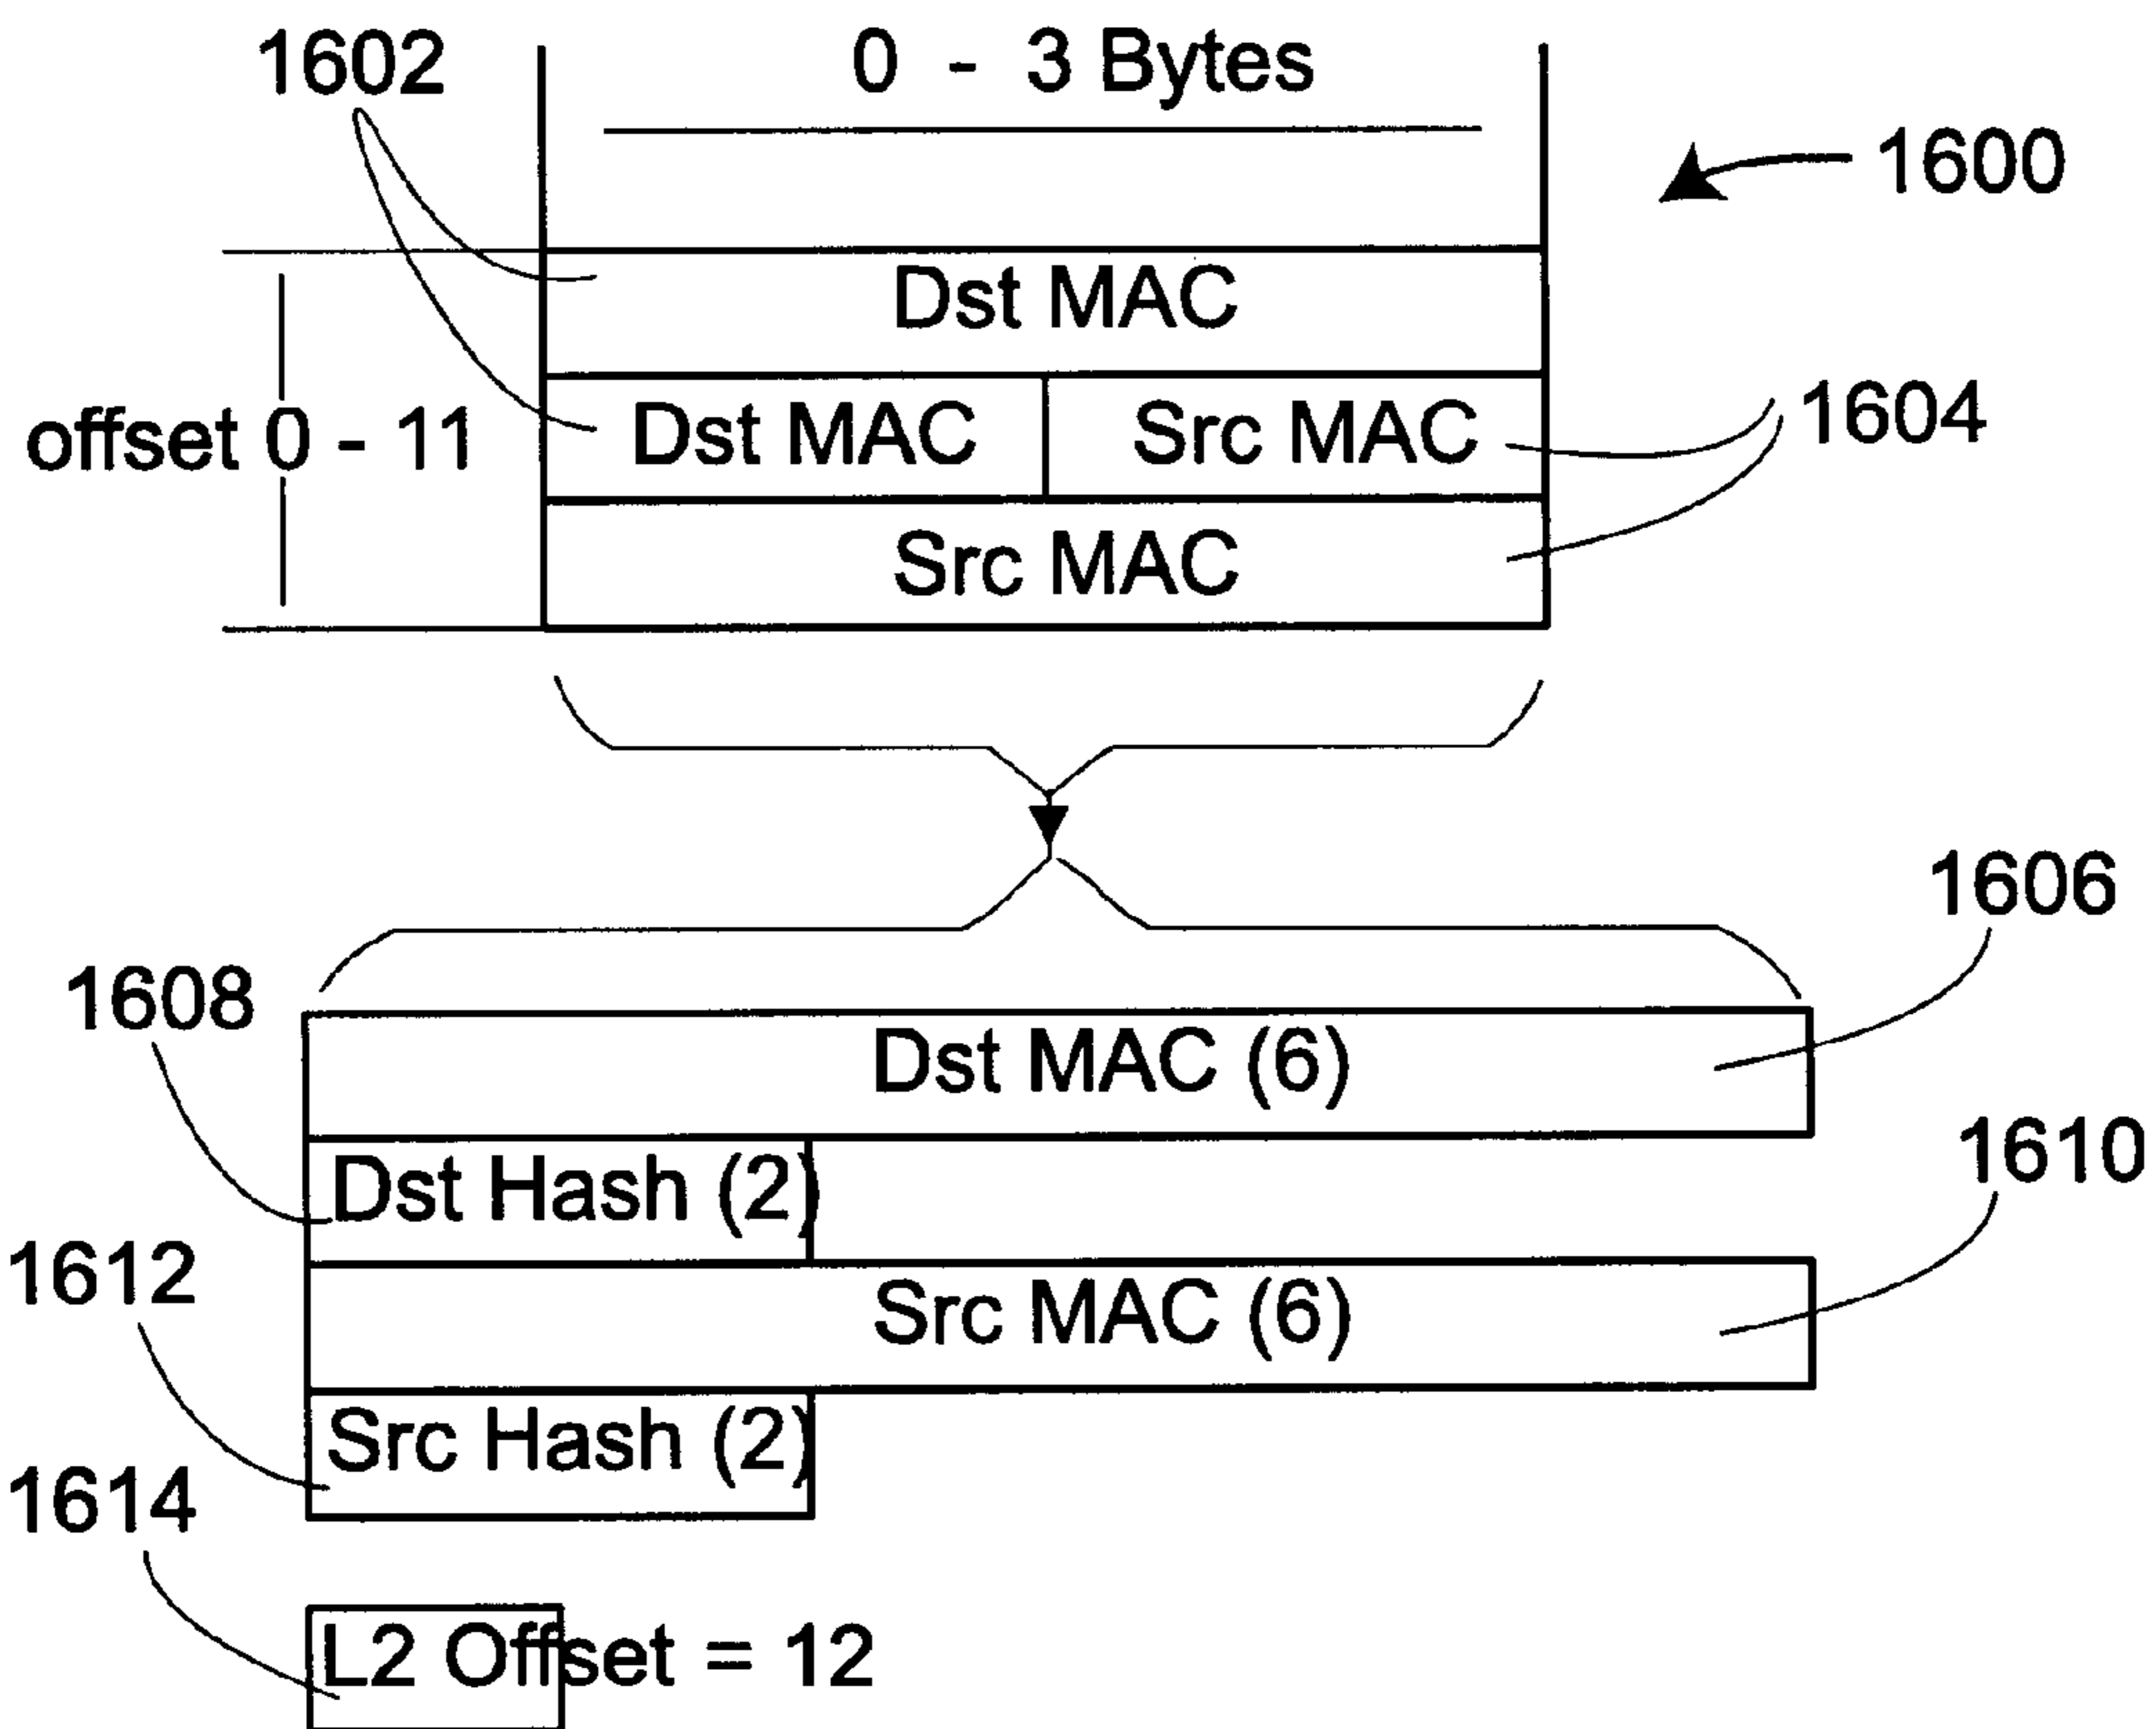 1602
0 - 3 Bytes
1600
Dst MAC
offset 0 - 11
Dst MAC
Src MAC
1604
Src MAC
1606
1608
Dst MAC (6)
1610
Dst Hash (2)
1612
Src MAC (6)
Src Hash (2)
1614
L2 Offset = 12